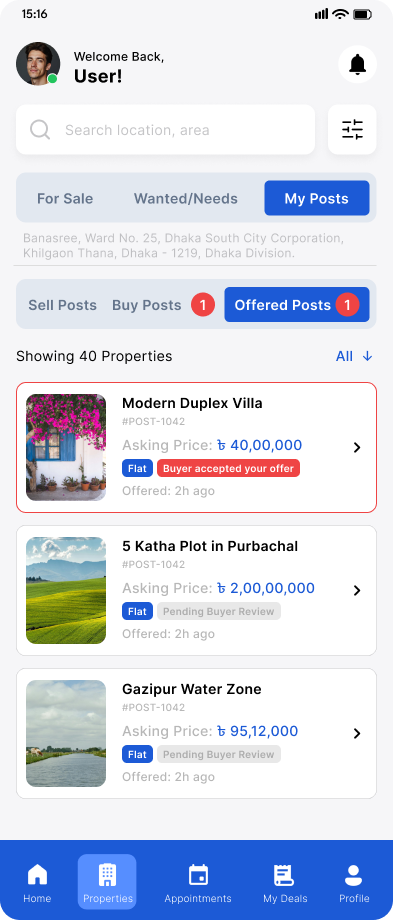 15:16
Welcome Back,
User!
Search location, area
For Sale
Wanted/Needs
My Posts
Banasree, Ward No. 25, Dhaka South City Corporation,
Khilgaon Thana, Dhaka - 1219, Dhaka Division.
Sell Posts
Buy Posts 1
Offered Posts 1
Showing 40 Properties
All ↓
Modern Duplex Villa
#POST-1042
Asking Price: ৳ 40,00,000
Flat
Buyer accepted your offer
Offered: 2h ago
5 Katha Plot in Purbachal
#POST-1042
Asking Price: ৳ 2,00,00,000
Flat
Pending Buyer Review
Offered: 2h ago
Gazipur Water Zone
#POST-1042
Asking Price: ৳ 95,12,000
Flat
Pending Buyer Review
Offered: 2h ago
Home
Properties
Appointments
My Deals
Profile